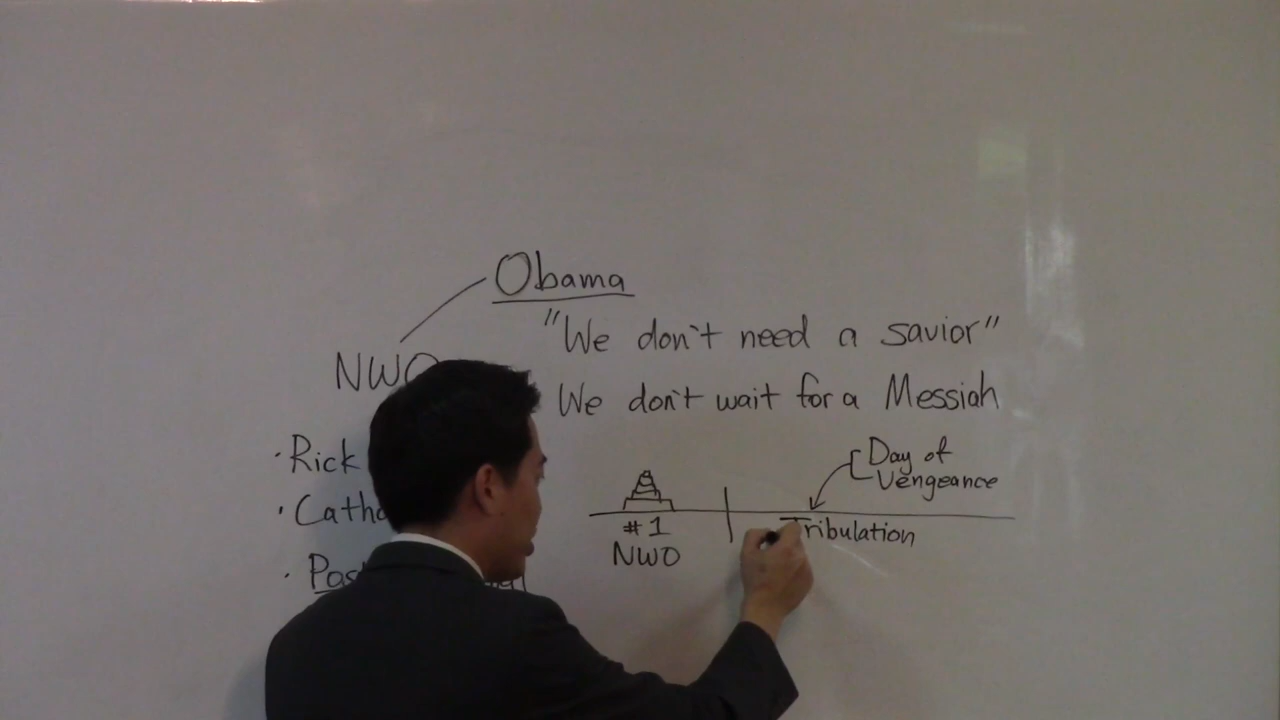 Obama
"We don't need a savior"
NWO
We don't wait for a Messiah
· Rick
Day of
Vengeance
· Catho
#1
Tribulation
NWO
· Pos